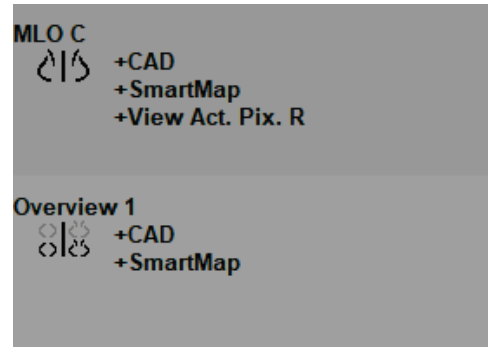 MLO C
+CAD
+SmartMap
+View Act. Pix. R
Overview 1
+CAD
+SmartMap